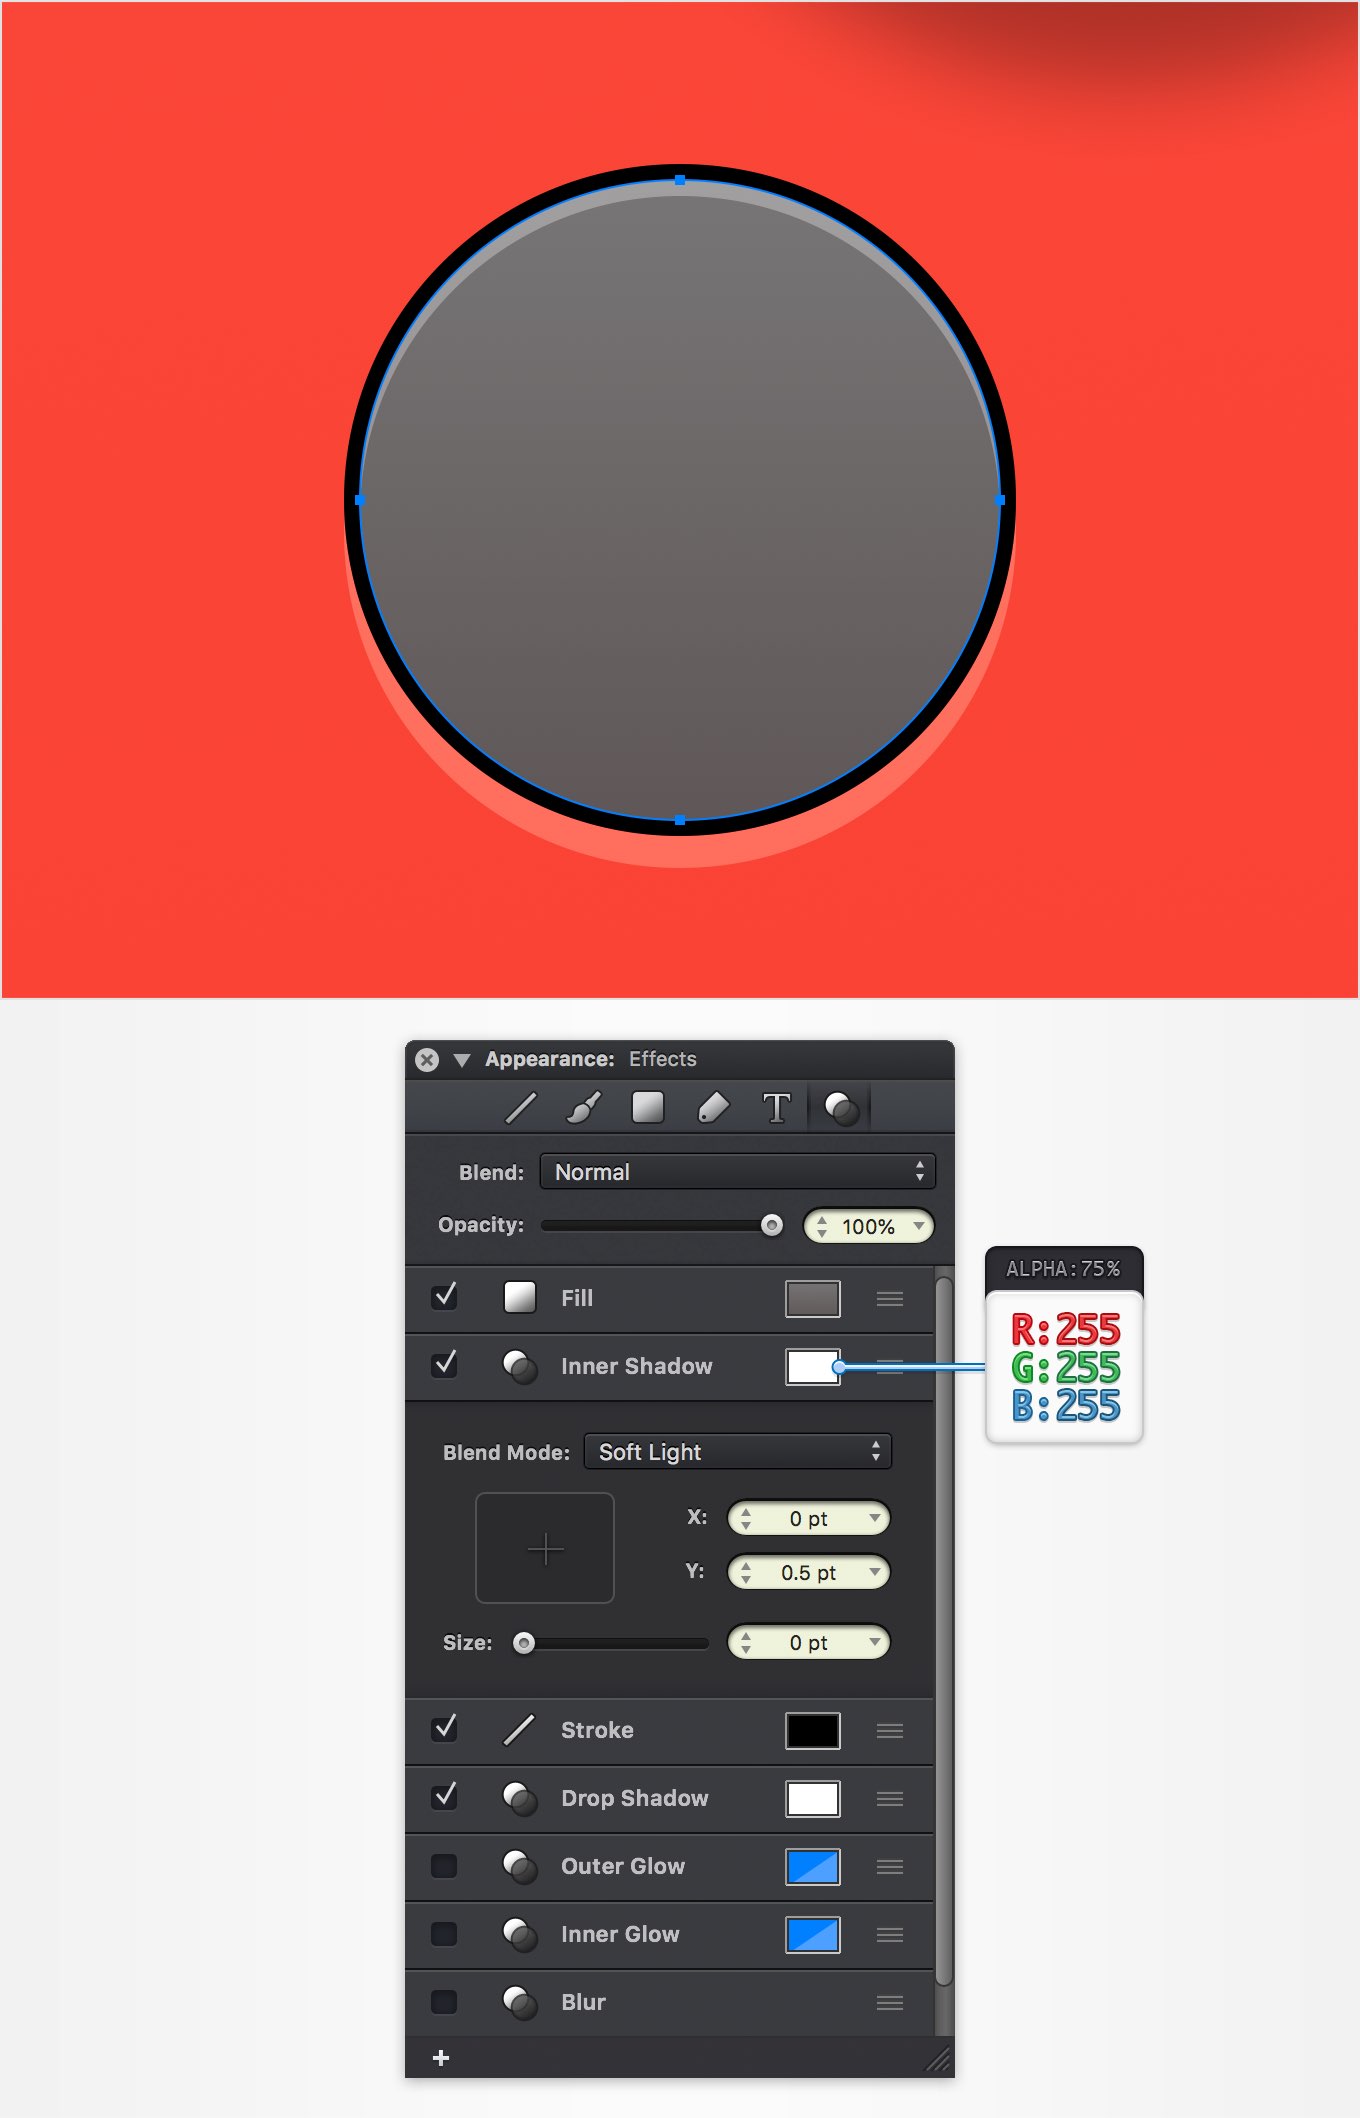 Appearance: Effects
T
Blend: Normal
Opacity: 100%
Fill
ALPHA:75%
R:255
G:255
B:255
Inner Shadow
Blend Mode: Soft Light
X: 0 pt
Y: 0.5 pt
Size: 0 pt
Stroke
Drop Shadow
Outer Glow
Inner Glow
Blur